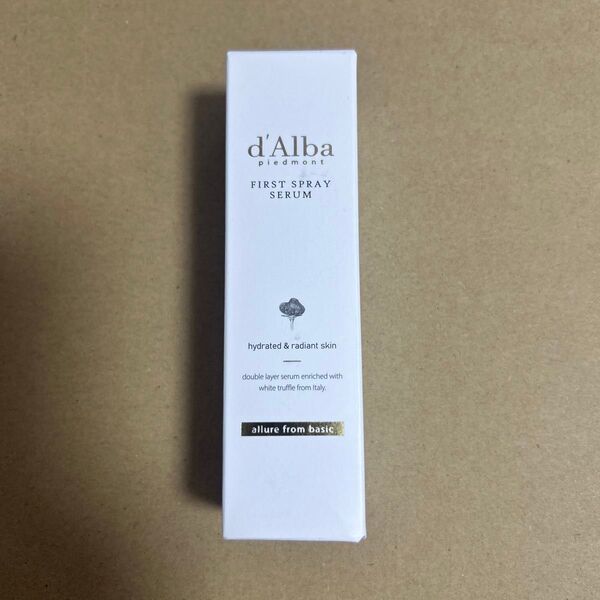 d'Alba
piedmont
FIRST SPRAY
SERUM
hydrated & radiant skin
double layer serum enriched with
white truffle from Italy.
allure from basic